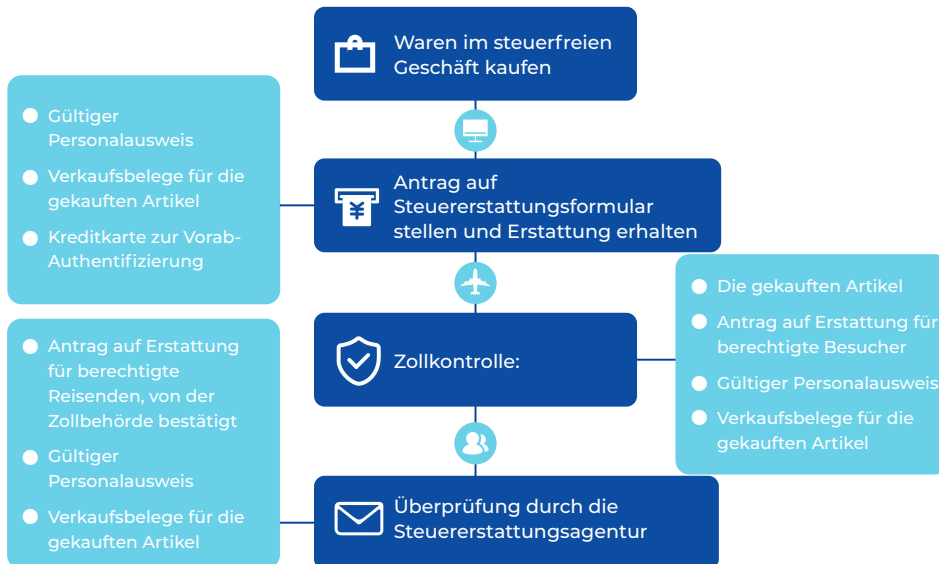 Waren im steuerfreien
Geschäft kaufen
Gültiger
Personalausweis
Verkaufsbelege für die
gekauften Artikel
Kreditkarte zur Vorab-
Authentifizierung
¥
Antrag auf
Steuererstattungsformular
stellen und Erstattung erhalten
Zollkontrolle:
Die gekauften Artikel
Antrag auf Erstattung für
berechtigte Besucher
Gültiger Personalausweis
Verkaufsbelege für die
gekauften Artikel
Antrag auf Erstattung
für berechtigte
Reisenden, von der
Zollbehörde bestätigt
Gültiger
Personalausweis
Verkaufsbelege für die
gekauften Artikel
Überprüfung durch die
Steuererstattungsagentur